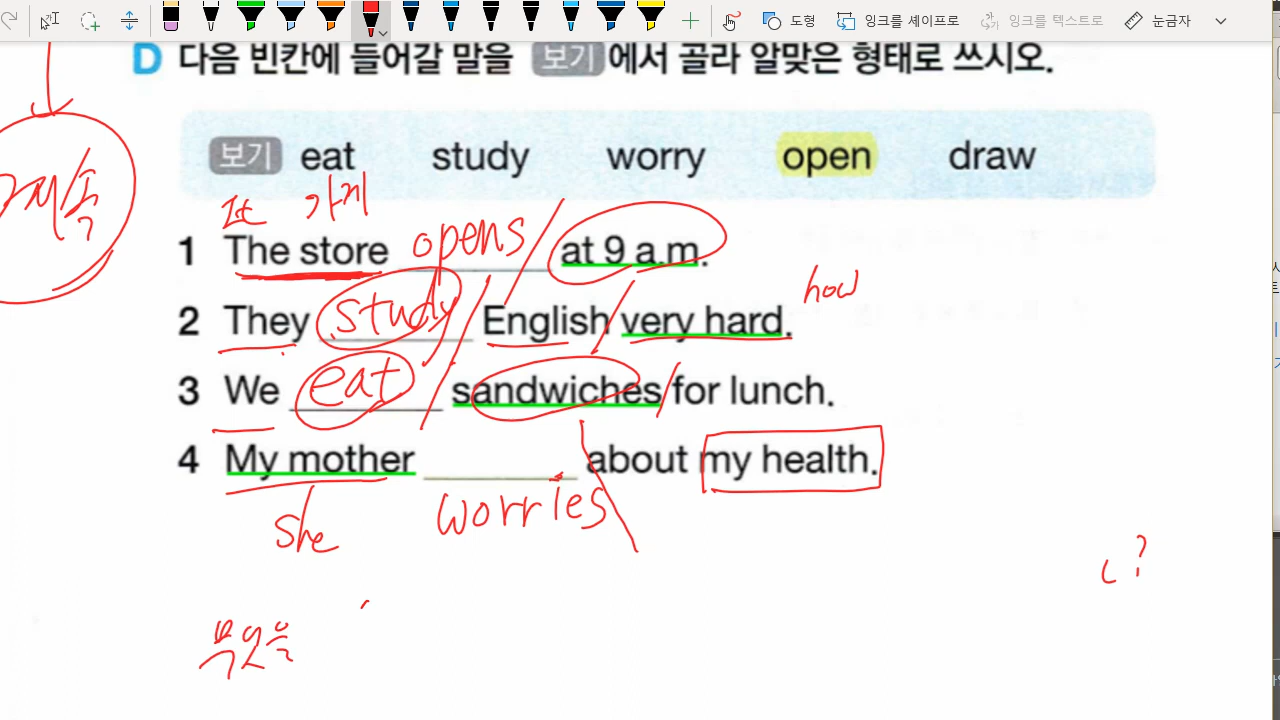 도형 잉크를 셰이프로 잉크를 텍스트로 눈금자
D 다음 빈칸에 들어갈 말을 보기 에서 골라 알맞은 형태로 쓰시오.
보기 eat study worry open draw
가게
1 The store opens at 9 a.m.
how
2 They study English very hard.
3 We eat sandwiches for lunch.
4 My mother about my health.
she worries
?
무엇을